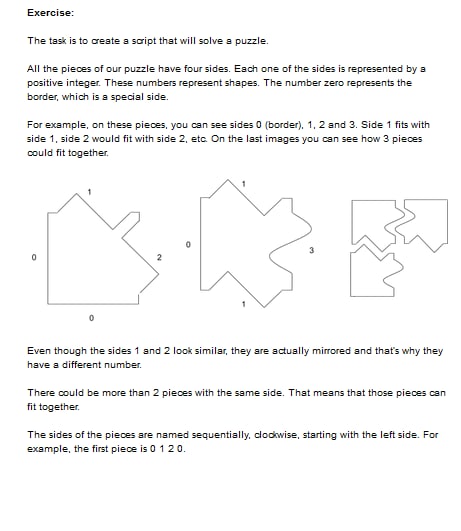 Exercise:
The task is to create a script that will solve a puzzle.
All the pieces of our puzzle have four sides. Each one of the sides is represented by a
positive integer. These numbers represent shapes. The number zero represents the
border, which is a special side.
For example, on these pieces, you can see sides 0 (border), 1, 2 and 3. Side 1 fits with
side 1, side 2 would fit with side 2, etc. On the last images you can see how 3 pieces
could fit together.
1
0
2
0
1
0
3
1
Even though the sides 1 and 2 look similar, they are actually mirrored and that's why they
have a different number.
There could be more than 2 pieces with the same side. That means that those pieces can
fit together.
The sides of the pieces are named sequentially, clockwise, starting with the left side. For
example, the first piece is 0 1 2 0.